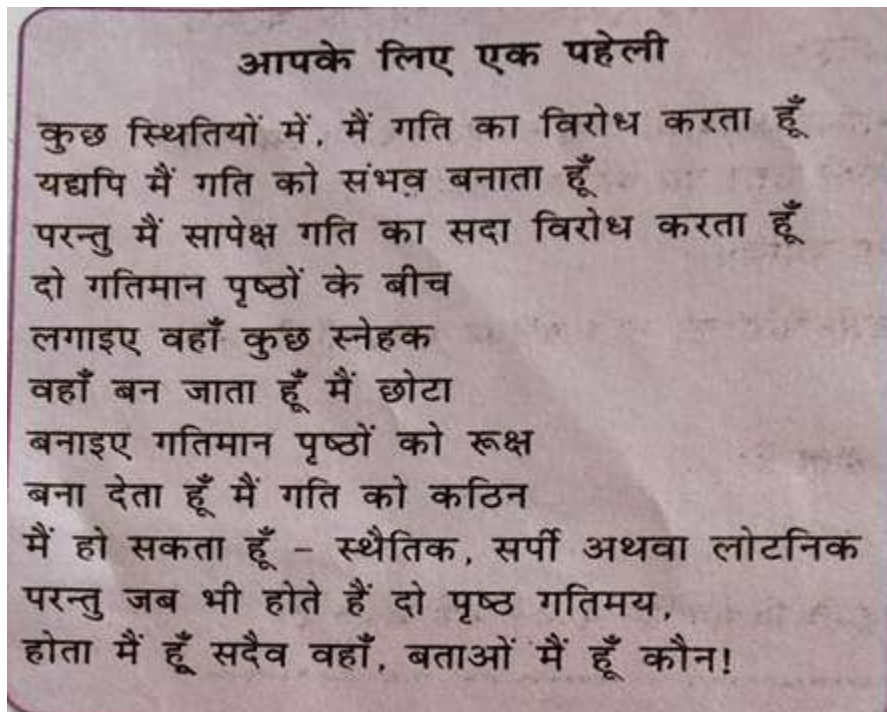 आपके लिए एक पहेली
कुछ स्थितियों में, मैं गति का विरोध करता हूँ
यद्यपि मैं गति को संभव बनाता हूँ
परन्तु मैं सापेक्ष गति का सदा विरोध करता हूँ
दो गतिमान पृष्ठों के बीच
लगाइए वहाँ कुछ स्नेहक
वहाँ बन जाता हूँ मैं छोटा
बनाइए गतिमान पृष्ठों को रूक्ष
बना देता हूँ मैं गति को कठिन
मैं हो सकता हूँ – स्थैतिक, सर्पी अथवा लोटनिक
परन्तु जब भी होते हैं दो पृष्ठ गतिमय,
होता मैं हूँ सदैव वहाँ, बताओं मैं हूँ कौन!